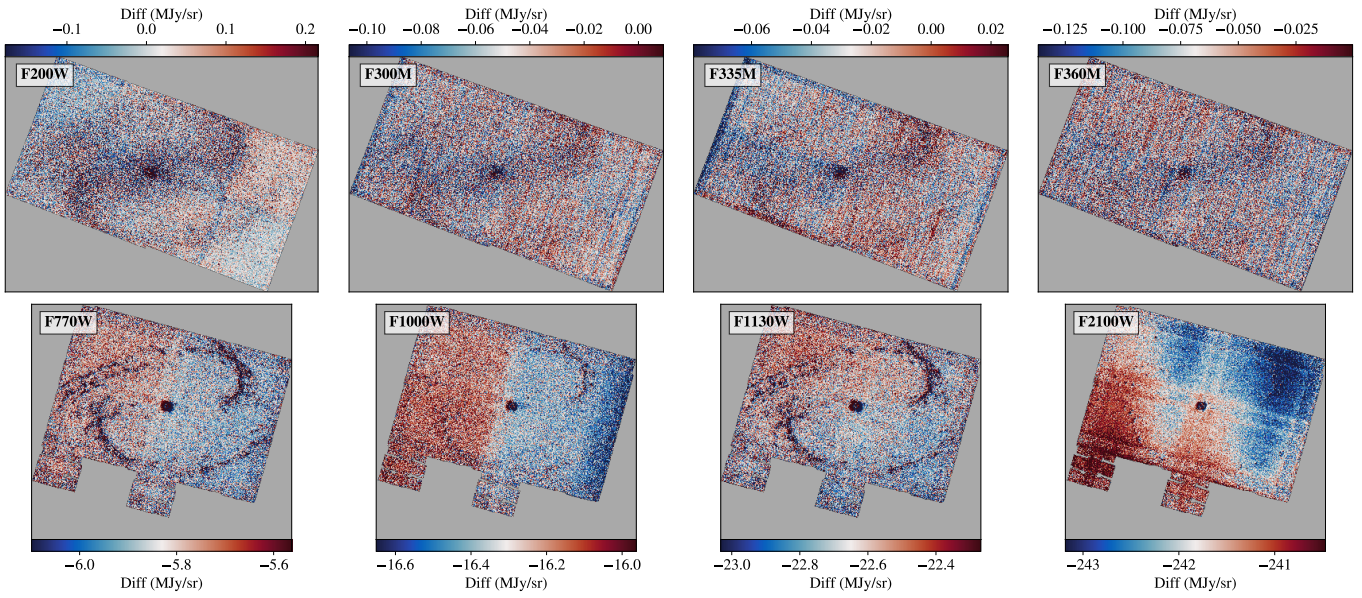 Diff (MJy/sr) Diff (MJy/sr) Diff (MJy/sr) Diff (MJy/sr)
−0.1 0.0 0.1 0.2 −0.10 −0.08 −0.06 −0.04 −0.02 0.00 −0.06 −0.04 −0.02 0.00 0.02 −0.125 −0.100 −0.075 −0.050 −0.025
F200W F300M F335M F360M
F770W F1000W F1130W F2100W
−6.0 −5.8 −5.6 −16.6 −16.4 −16.2 −16.0 −23.0 −22.8 −22.6 −22.4 −243 −242 −241
Diff (MJy/sr) Diff (MJy/sr) Diff (MJy/sr) Diff (MJy/sr)